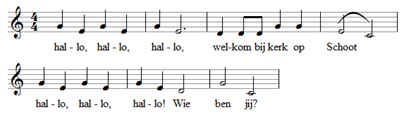 hal - lo, hal - lo, hal - lo, wel-kom bij kerk op Schoot
hal - lo, hal - lo, hal - lo! Wie ben jij?